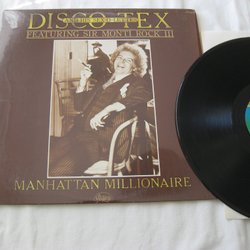 DISCO TEX
AND HIS SEX-O-LETTES
FEATURING SIR MONTI ROCK III
MANHATTAN MILLIONAIRE